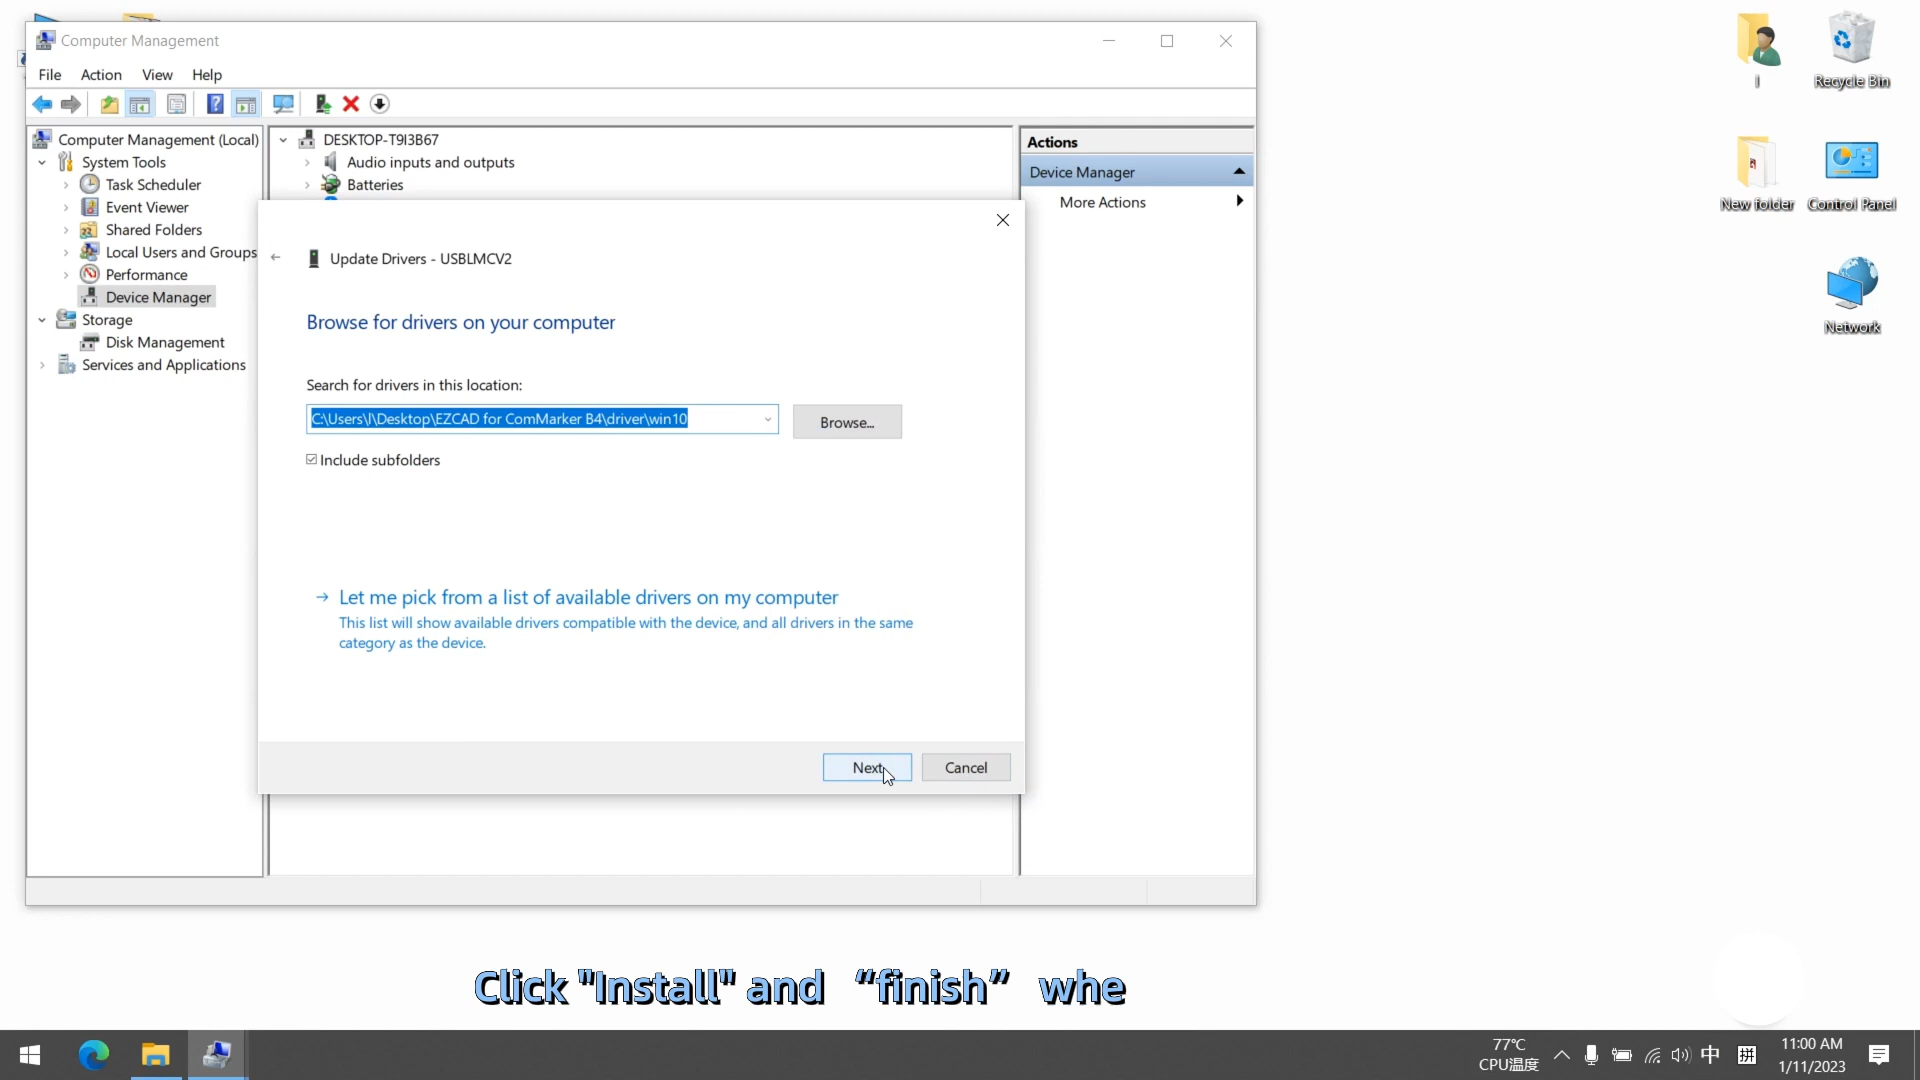 Computer Management
File Action View Help
Computer Management (Local)
System Tools
Task Scheduler
Event Viewer
Shared Folders
Local Users and Groups
Performance
Device Manager
Storage
Disk Management
Services and Applications
DESKTOP-T9I3B67
Audio inputs and outputs
Batteries
Actions
Device Manager
More Actions
Update Drivers - USBLMCV2
Browse for drivers on your computer
Search for drivers in this location:
C:\Users\l\Desktop\EZCAD for ComMarker B4\driver\win10
Browse...
Include subfolders
Let me pick from a list of available drivers on my computer
This list will show available drivers compatible with the device, and all drivers in the same
category as the device.
Next Cancel
l
Recycle Bin
New folder
Control Panel
Network
Click "Install" and “finish” whe
77℃
CPU温度
中
拼
11:00 AM
1/11/2023